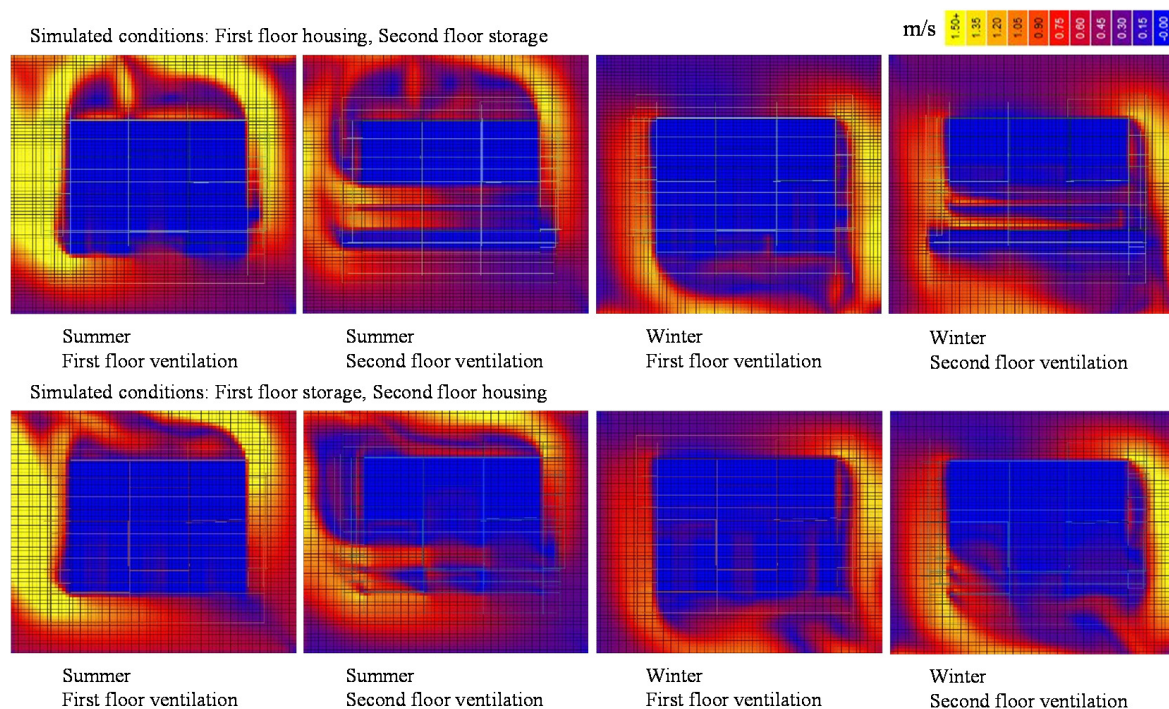 Simulated conditions: First floor housing, Second floor storage
m/s
1.50+
1.35
1.20
1.05
0.90
0.75
0.60
0.45
0.30
0.15
-0.00
Summer
First floor ventilation
Summer
Second floor ventilation
Winter
First floor ventilation
Winter
Second floor ventilation
Simulated conditions: First floor storage, Second floor housing
Summer
First floor ventilation
Summer
Second floor ventilation
Winter
First floor ventilation
Winter
Second floor ventilation